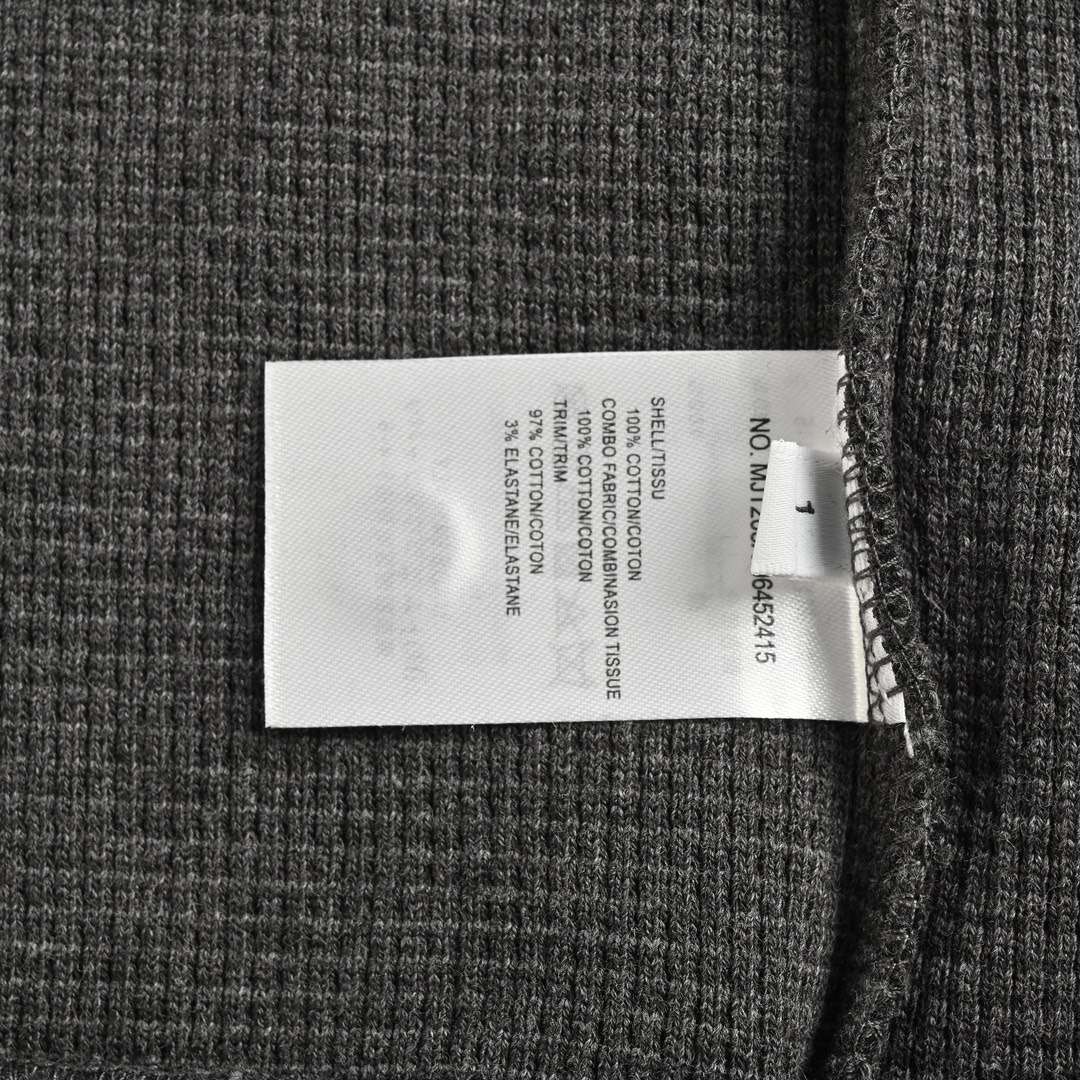 NO. 6452415
1
SHELL/TISSU
100% COTTON/COTON
COMBO FABRIC/COMBINASION TISSUE
100% COTTON/COTON
TRIM/TRIM
97% COTTON/COTON
3% ELASTANE/ELASTANE